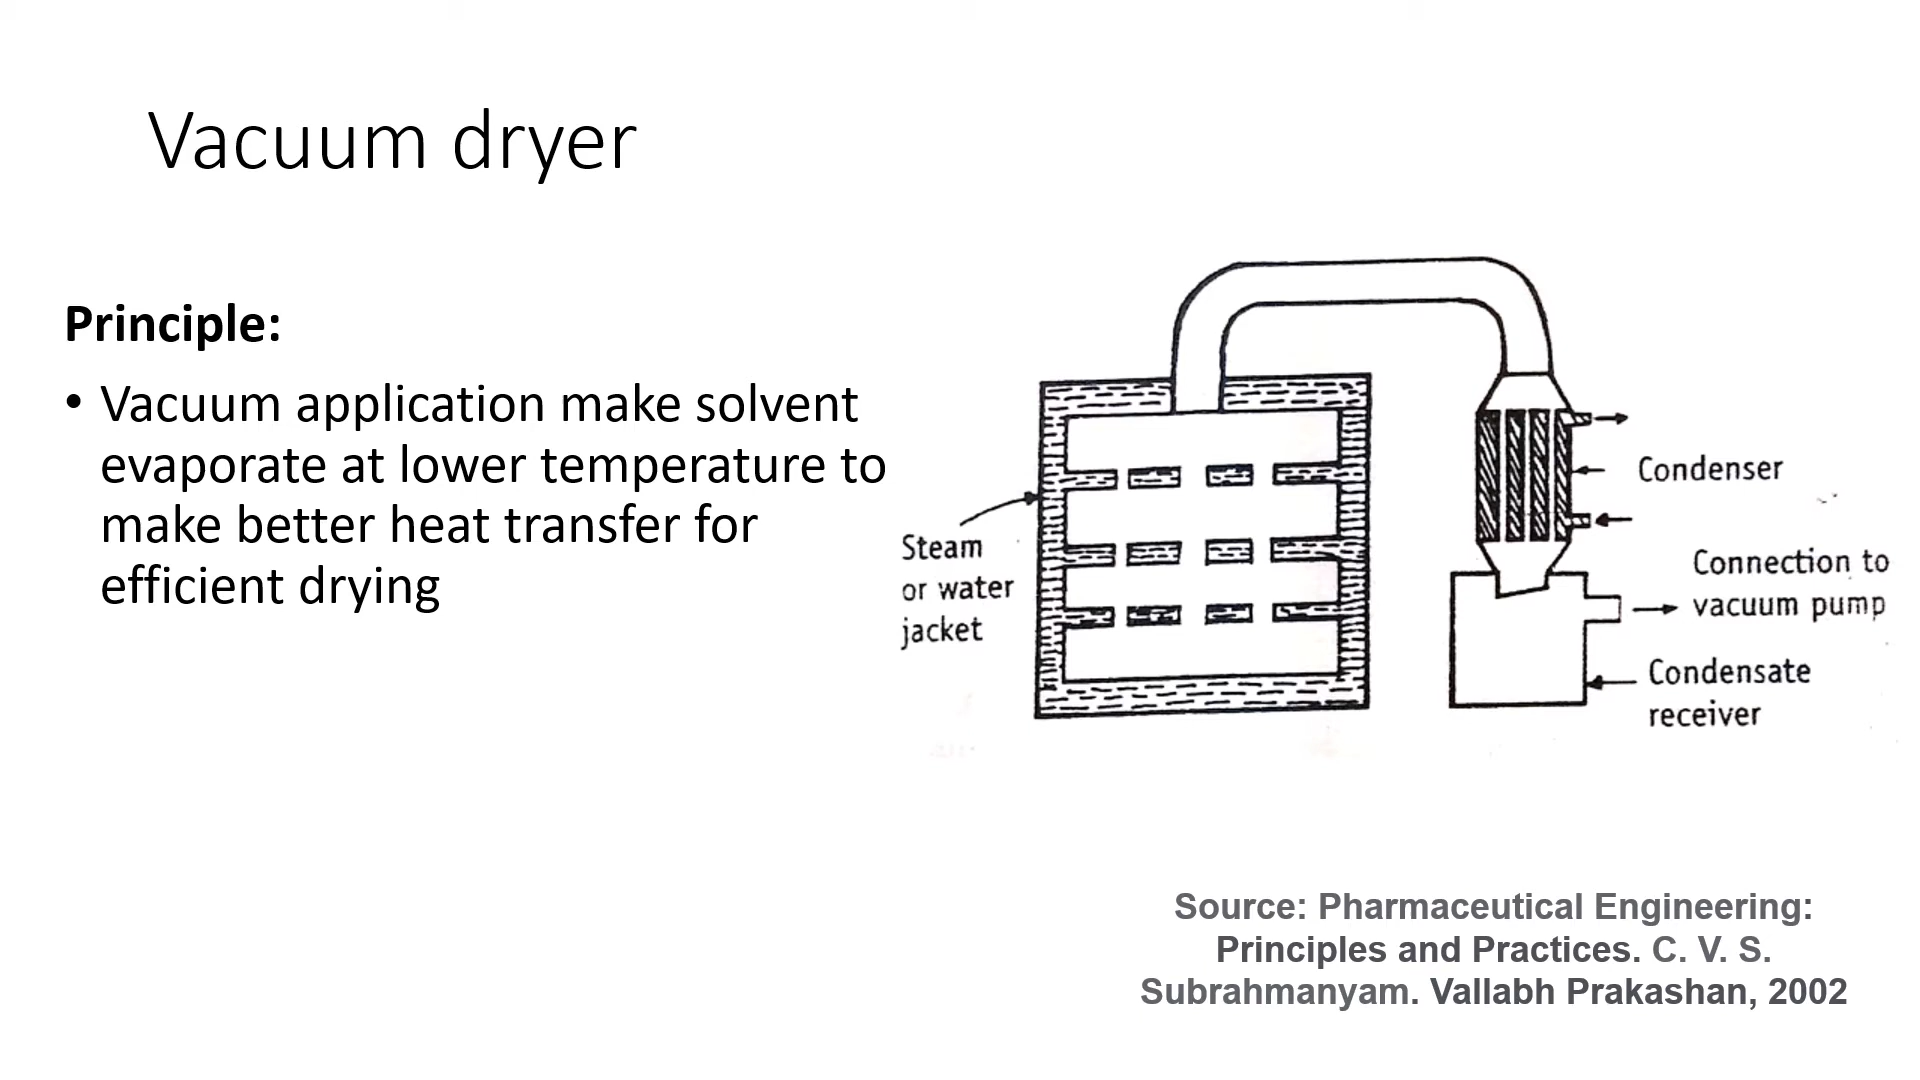 Vacuum dryer
Principle:
• Vacuum application make solvent
evaporate at lower temperature to
make better heat transfer for
efficient drying
Steam
or water
jacket
Condenser
Connection to
vacuum pump
Condensate
receiver
Source: Pharmaceutical Engineering:
Principles and Practices. C. V. S.
Subrahmanyam. Vallabh Prakashan, 2002